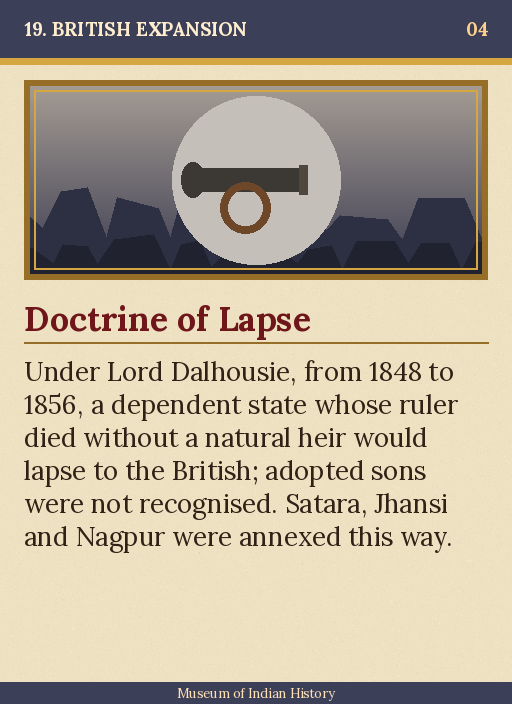 19. BRITISH EXPANSION
04
Doctrine of Lapse
Under Lord Dalhousie, from 1848 to
1856, a dependent state whose ruler
died without a natural heir would
lapse to the British; adopted sons
were not recognised. Satara, Jhansi
and Nagpur were annexed this way.
Museum of Indian History